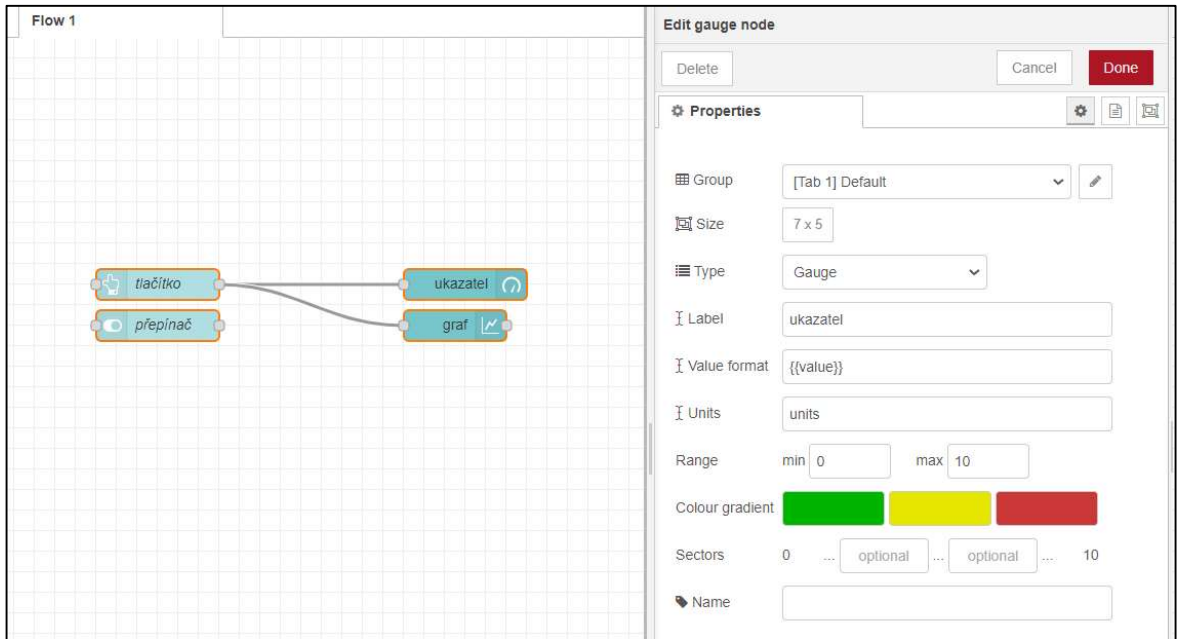 Flow 1
tlačítko
přepínač
ukazatel
graf
Edit gauge node
Delete
Cancel
Done
Properties
Group
[Tab 1] Default
Size
7 x 5
Type
Gauge
Label
ukazatel
Value format
{{value}}
Units
units
Range
min 0
max 10
Colour gradient
Sectors
0 ... optional ... optional ... 10
Name